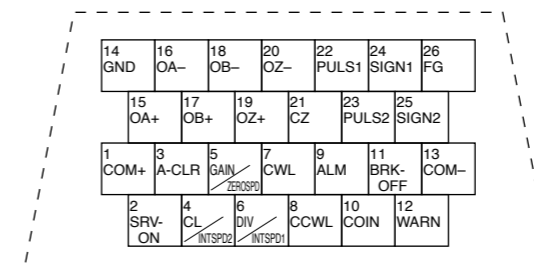 14 16 18 20 22 24 26
GND OA– OB– OZ– PULS1 SIGN1 FG
15 17 19 21 23 25
OA+ OB+ OZ+ CZ PULS2 SIGN2
1 3 5 7 9 11 13
COM+ A-CLR GAIN CWL ALM BRK- COM–
ZEROSPD OFF
2 4 6 8 10 12
SRV- CL DIV CCWL COIN WARN
ON INTSPD2 INTSPD1